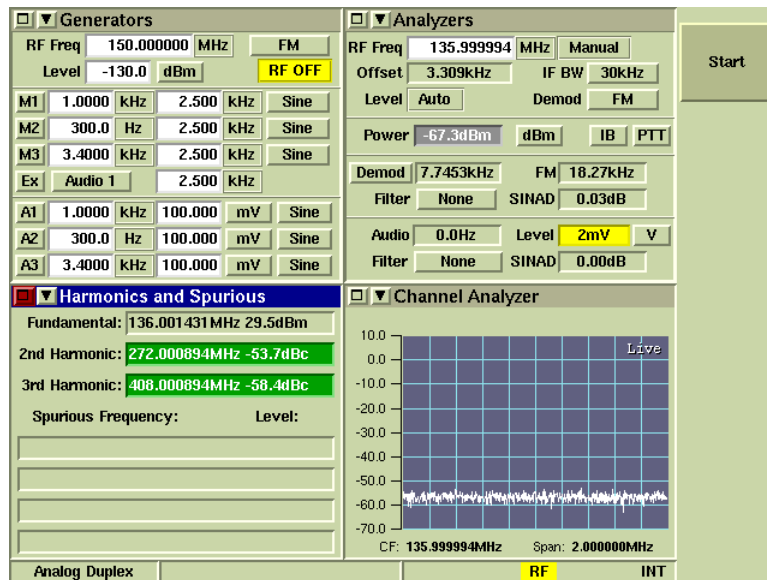 Generators
RF Freq 150.000000 MHz FM
Level -130.0 dBm RF OFF
M1 1.0000 kHz 2.500 kHz Sine
M2 300.0 Hz 2.500 kHz Sine
M3 3.4000 kHz 2.500 kHz Sine
Ex Audio 1 2.500 kHz
A1 1.0000 kHz 100.000 mV Sine
A2 300.0 Hz 100.000 mV Sine
A3 3.4000 kHz 100.000 mV Sine
Analyzers
RF Freq 135.999994 MHz Manual
Offset 3.309kHz IF BW 30kHz
Level Auto Demod FM
Power -67.3dBm dBm IB PTT
Demod 7.7453kHz FM 18.27kHz
Filter None SINAD 0.03dB
Audio 0.0Hz Level 2mV V
Filter None SINAD 0.00dB
Start
Harmonics and Spurious
Fundamental: 136.001431MHz 29.5dBm
2nd Harmonic: 272.000894MHz -53.7dBc
3rd Harmonic: 408.000894MHz -58.4dBc
Spurious Frequency: Level:
Channel Analyzer
Live
10.0
0.0
-10.0
-20.0
-30.0
-40.0
-50.0
-60.0
-70.0
CF: 135.999994MHz Span: 2.000000MHz
Analog Duplex RF INT